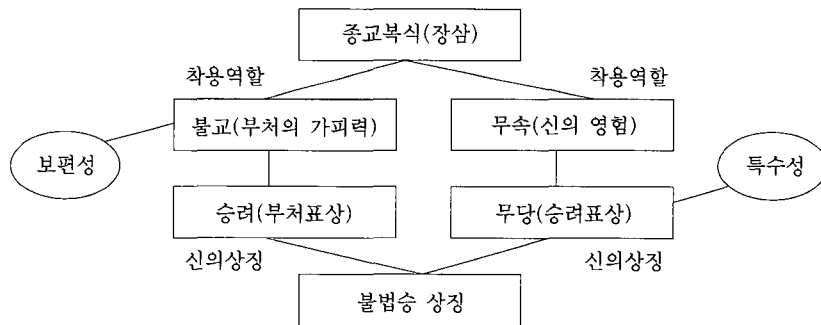 종교복식(장삼)
착용역할
착용역할
불교(부처의 가피력)
무속(신의 영험)
보편성
특수성
승려(부처표상)
무당(승려표상)
신의상징
신의상징
불법승 상징